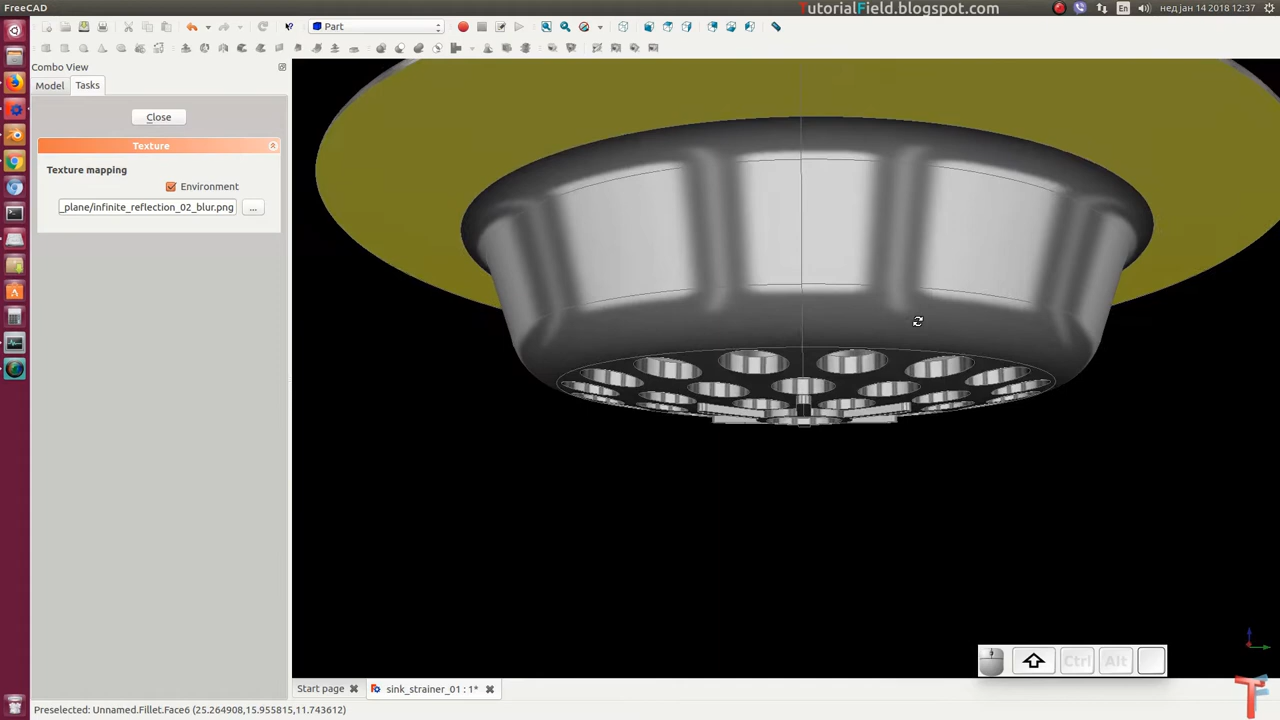 FreeCAD
TutorialField.blogspot.com
En
нед јан 14 2018 12:37
Part
Combo View
Model
Tasks
Close
Texture
Texture mapping
Environment
_plane/infinite_reflection_02_blur.png
...
Ctrl
Alt
Start page
sink_strainer_01 : 1*
Preselected: Unnamed.Fillet.Face6 (25.264908,15.955815,11.743612)